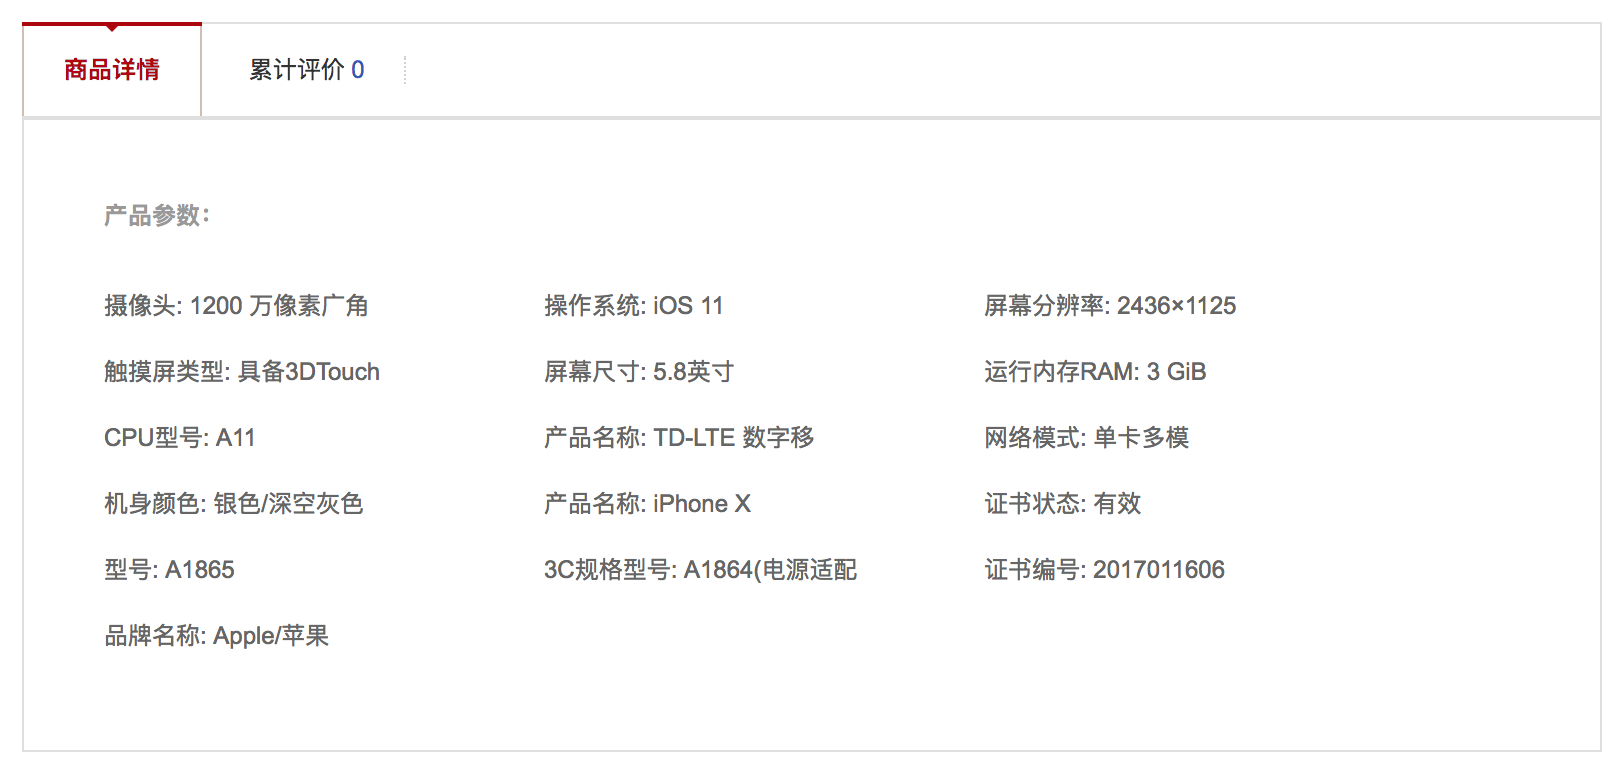 商品详情
累计评价 0
产品参数：
摄像头: 1200 万像素广角
操作系统: iOS 11
屏幕分辨率: 2436×1125
触摸屏类型: 具备3DTouch
屏幕尺寸: 5.8英寸
运行内存RAM: 3 GiB
CPU型号: A11
产品名称: TD-LTE 数字移
网络模式: 单卡多模
机身颜色: 银色/深空灰色
产品名称: iPhone X
证书状态: 有效
型号: A1865
3C规格型号: A1864(电源适配
证书编号: 2017011606
品牌名称: Apple/苹果